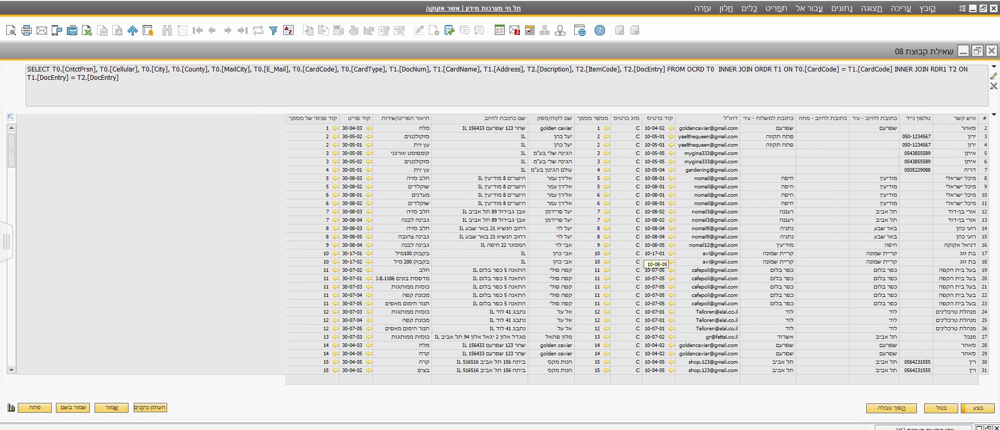 קובץ עריכה תצוגה נתונים עבור אל תפריט כלים חלון עזרה
תל חי מערכות מידע | אשר אקוקה
שאילת קבוצת 08
SELECT T0.[CntctPrsn], T0.[Cellular], T0.[City], T0.[County], T0.[MailCity], T0.[E_Mail], T0.[CardCode], T0.[CardType], T1.[DocNum], T1.[CardName], T1.[Address], T2.[Dscription], T2.[ItemCode], T2.[DocEntry] FROM OCRD T0 INNER JOIN ORDR T1 ON T0.[CardCode] = T1.[CardCode] INNER JOIN RDR1 T2 ON
T1.[DocEntry] = T2.[DocEntry]
# איש קשר טלפון נייד כתובת לחיוב - עיר כתובת לחיוב - מחוז כתובת למשלוח - עיר דוא"ל קוד כרטיס סוג כרטיס מספר מסמך שם לקוח/ספק שם כתובת לחיוב תיאור הפריט/שירות קוד פריט קוד פנימי של מסמך
2 סאהר שפרעם שפרעם goldencaviar@gmail.com 10-04-02 C 1 golden caviar שחר 123 שפרעם 156433 IL מלח 30-04-03 1
3 ירון 050-1234567 פתח תקווה yaelthequeen@gmail.com 10-05-01 C 2 יעל כהן IL סוקולנטים 30-05-02 2
4 ירון 050-1234567 פתח תקווה yaelthequeen@gmail.com 10-05-01 C 2 יעל כהן IL עץ זית 30-05-01 2
5 איתן 0543855589 mygina333@gmail.com 10-05-05 C 3 הגינה שלי בע"מ IL קומפוסט אורגני 30-05-05 3
6 איתן 0543855589 mygina333@gmail.com 10-05-05 C 3 הגינה שלי בע"מ IL סוקולנטים 30-05-02 3
7 דריה 0505229088 gardening@gmail.com 10-05-04 C 4 עולם הגינון בע"מ IL עץ זית 30-05-01 4
8 מיכל ישראלי מודיעין חיפה nomail@gmail.com 10-08-01 C 5 אלירן עמר היוצרים 8 מודיעין IL חלב סויה 30-08-03 5
9 מיכל ישראלי מודיעין חיפה nomail@gmail.com 10-08-01 C 5 אלירן עמר היוצרים 8 מודיעין IL שוקלדים 30-08-02 5
10 מיכל ישראלי מודיעין חיפה nomail@gmail.com 10-08-01 C 6 אלירן עמר היוצרים 8 מודיעין IL מעדנים 30-08-01 6
11 מיכל ישראלי מודיעין חיפה nomail@gmail.com 10-08-01 C 6 אלירן עמר היוצרים 8 מודיעין IL שוקלדים 30-08-02 6
12 אורי בן-דוד תל אביב רעננה nomail3@gmail.com 10-08-02 C 7 יעל פרידמן אבן גבירול 89 תל אביב IL חלב סויה 30-08-03 7
13 אורי בן-דוד תל אביב רעננה nomail3@gmail.com 10-08-02 C 7 יעל פרידמן אבן גבירול 89 תל אביב IL גבינה לבנה 30-08-04 7
14 רועי כהן באר שבע נתניה nomai9l@gmail.com 10-08-04 C 8 יעל לוי רחוב הנשיא 21 באר שבע IL חלב סויה 30-08-03 8
15 רועי כהן באר שבע נתניה nomai9l@gmail.com 10-08-04 C 8 יעל לוי רחוב הנשיא 21 באר שבע IL גבינה צהובה 30-08-05 8
16 דניאל אקוקה חיפה מודיעין nomail12@gmail.com 10-08-05 C 9 אבי לוי המסגר 22 חיפה IL גבינה לבנה 30-08-04 9
17 בת זוג קריית שמונה קריית שמונה avi@gmail.com 10-17-01 C 10 אבי כהן IL בקבוק 100מיל 30-17-01 10
18 בת זוג קריית שמונה קריית שמונה avi@gmail.com 10-08-05 C 10 אבי כהן IL בקבוק 200 מיל 30-17-02 10
19 בעל בית הקפה כפר בלום כפר בלום cafepoli@gmail.com 10-07-05 C 11 קפה פולי התאנה 5 כפר בלום IL חלב 30-07-02 11
20 בעל בית הקפה כפר בלום כפר בלום cafepoli@gmail.com 10-07-05 C 11 קפה פולי התאנה 5 כפר בלום IL מדפסת בונים J.B.1186 30-07-01 11
21 בעל בית הקפה כפר בלום כפר בלום cafepoli@gmail.com 10-07-05 C 11 קפה פולי התאנה 5 כפר בלום IL כוסות ממותגות 30-07-03 11
22 בעל בית הקפה כפר בלום כפר בלום cafepoli@gmail.com 10-07-05 C 11 קפה פולי התאנה 5 כפר בלום IL מכונת קפה 30-07-04 11
23 בעל בית הקפה כפר בלום כפר בלום cafepoli@gmail.com 10-07-05 C 11 קפה פולי התאנה 5 כפר בלום IL תנור חימום מאפים 30-07-05 11
24 מנהלת טרכלינים לוד לוד Telloren@elal.co.il 10-07-01 C 12 אל על נתבג 41 לוד IL כוסות ממותגות 30-07-03 12
25 מנהלת טרכלינים לוד לוד Telloren@elal.co.il 10-07-01 C 12 אל על נתבג 41 לוד IL מכונת קפה 30-07-04 12
26 מנהלת טרכלינים לוד לוד Telloren@elal.co.il 10-07-01 C 12 אל על נתבג 41 לוד IL תנור חימום מאפים 30-07-05 12
27 מנכל תל אביב אשדוד gr@fattal.co.il 10-07-02 C 13 מלון פתאל מגדל אלון 2 יגאל אלון 94 תל אביב IL כוסות ממותגות 30-07-03 13
28 סאהר שפרעם שפרעם goldencaviar@gmail.com 10-04-02 C 14 golden caviar שחר 123 שפרעם 156433 IL מלח 30-04-03 14
29 סאהר שפרעם שפרעם goldencaviar@gmail.com 10-04-02 C 14 golden caviar שחר 123 שפרעם 156433 IL קרח 30-04-05 14
30 רין 0564231555 תל אביב תל אביב shop.123@gmail.com 10-04-05 C 15 חנות מקס ביתח 156 תל אביב 516516 IL קרח 30-04-05 15
31 רין 0564231555 תל אביב תל אביב shop.123@gmail.com 10-04-05 C 15 חנות מקס ביתח 156 תל אביב 516516 IL בצים 30-04-02 15
בצע בטל הפוך טבלה העתק נתונים שמור שמור בשם פתח